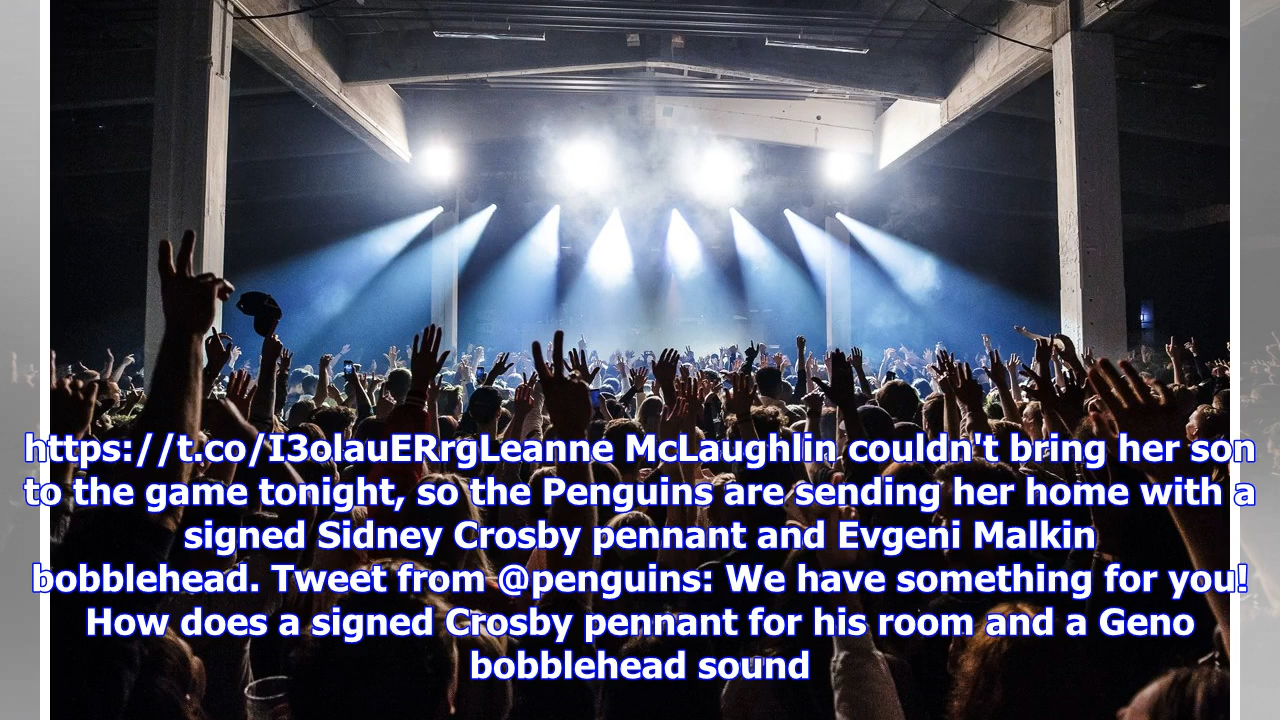 https://t.co/I3olauERrgLeanne McLaughlin couldn't bring her son
to the game tonight, so the Penguins are sending her home with a
signed Sidney Crosby pennant and Evgeni Malkin
bobblehead. Tweet from @penguins: We have something for you!
How does a signed Crosby pennant for his room and a Geno
bobblehead sound